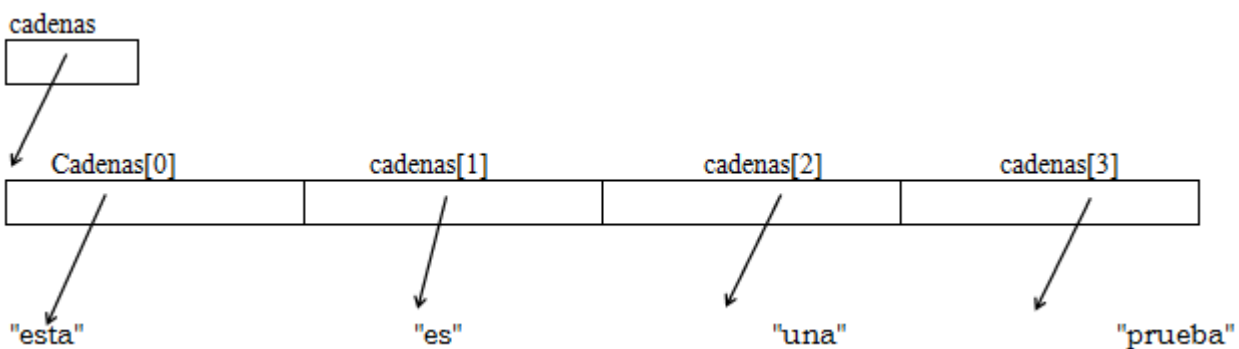 cadenas
Cadenas[0] cadenas[1] cadenas[2] cadenas[3]
"esta" "es" "una" "prueba"